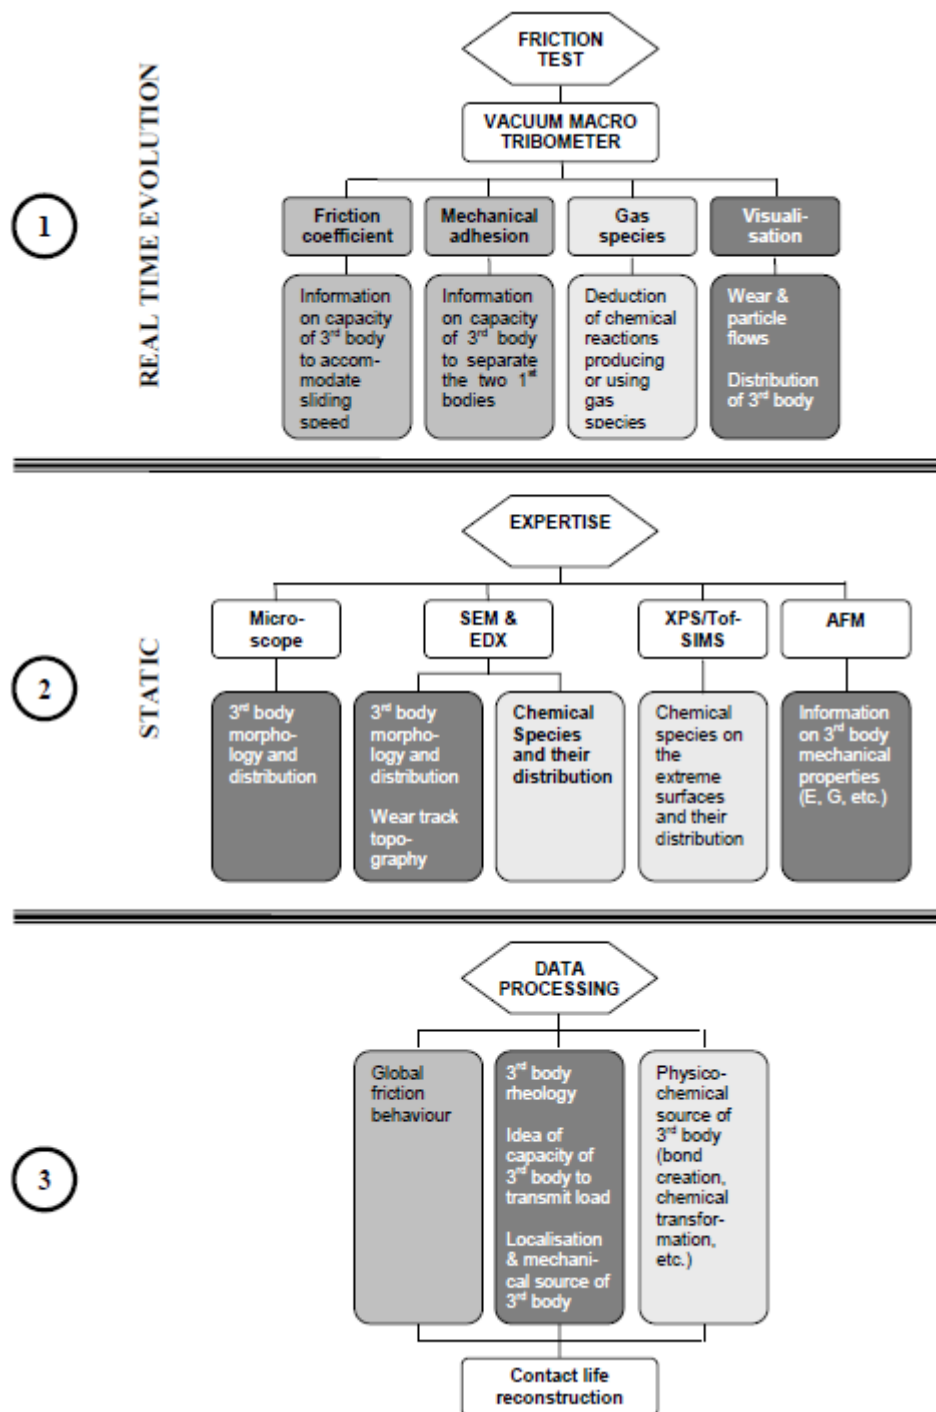 FRICTION
TEST
VACUUM MACRO
TRIBOMETER
1
REAL TIME EVOLUTION
Friction
coefficient
Mechanical
adhesion
Gas
species
Visuali-
sation
Information
on capacity
of 3rd body
to accom-
modate
sliding
speed
Information
on capacity
of 3rd body
to separate
the two 1st
bodies
Deduction
of chemical
reactions
producing
or using
gas
species
Wear &
particle
flows
Distribution
of 3rd body
EXPERTISE
2
STATIC
Micro-
scope
SEM &
EDX
XPS/Tof-
SIMS
AFM
3rd body
morpho-
logy and
distribution
3rd body
morpho-
logy and
distribution
Wear track
topo-
graphy
Chemical
Species
and their
distribution
Chemical
species on
the
extreme
surfaces
and their
distribution
Information
on 3rd body
mechanical
properties
(E, G, etc.)
DATA
PROCESSING
3
Global
friction
behaviour
3rd body
rheology
Idea of
capacity of
3rd body to
transmit load
Localisation
& mechani-
cal source of
3rd body
Physico-
chemical
source of
3rd body
(bond
creation,
chemical
transfor-
mation,
etc.)
Contact life
reconstruction